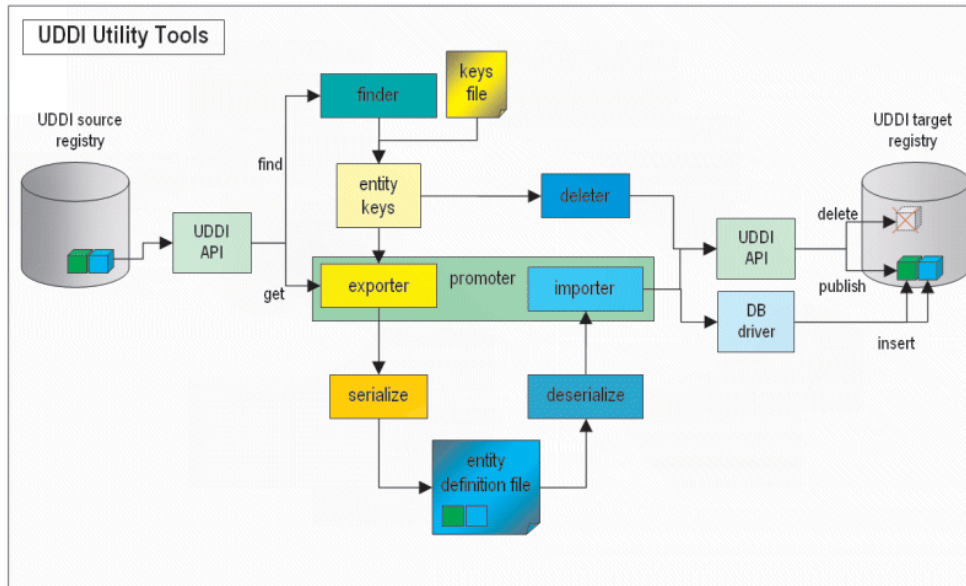 UDDI Utility Tools
keys
file
finder
UDDI source
registry
UDDI target
registry
find
entity
keys
deleter
delete
UDDI
API
UDDI
API
get
exporter
promoter
importer
publish
DB
driver
insert
serialize
deserialize
entity
definition file